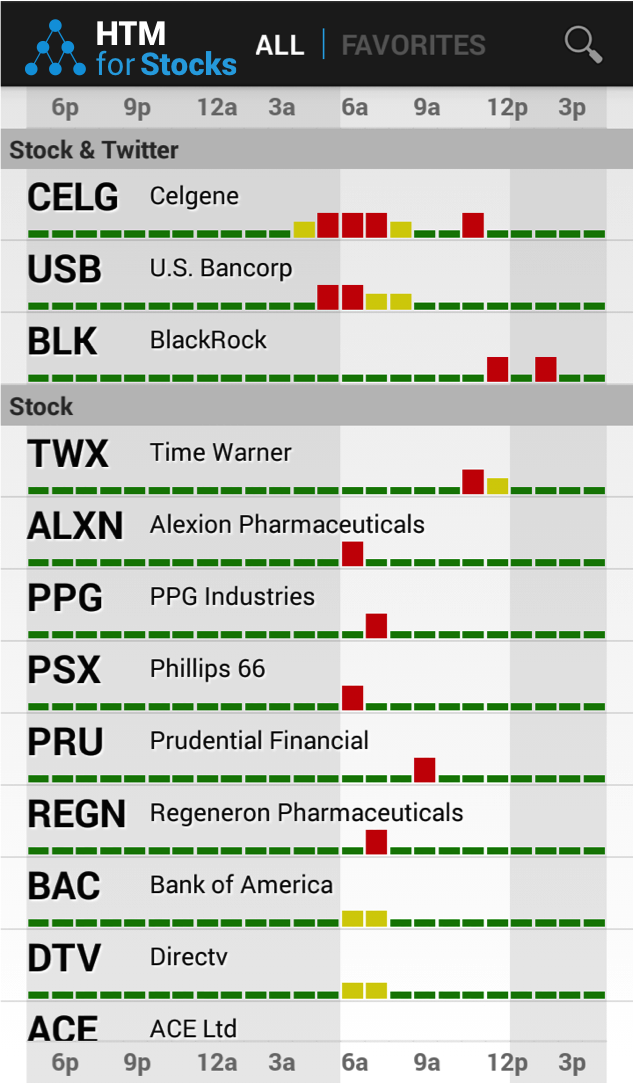 HTM
for Stocks
ALL | FAVORITES
6p 9p 12a 3a 6a 9a 12p 3p
Stock & Twitter
CELG Celgene
USB U.S. Bancorp
BLK BlackRock
Stock
TWX Time Warner
ALXN Alexion Pharmaceuticals
PPG PPG Industries
PSX Phillips 66
PRU Prudential Financial
REGN Regeneron Pharmaceuticals
BAC Bank of America
DTV Directv
ACE ACE Ltd
6p 9p 12a 3a 6a 9a 12p 3p